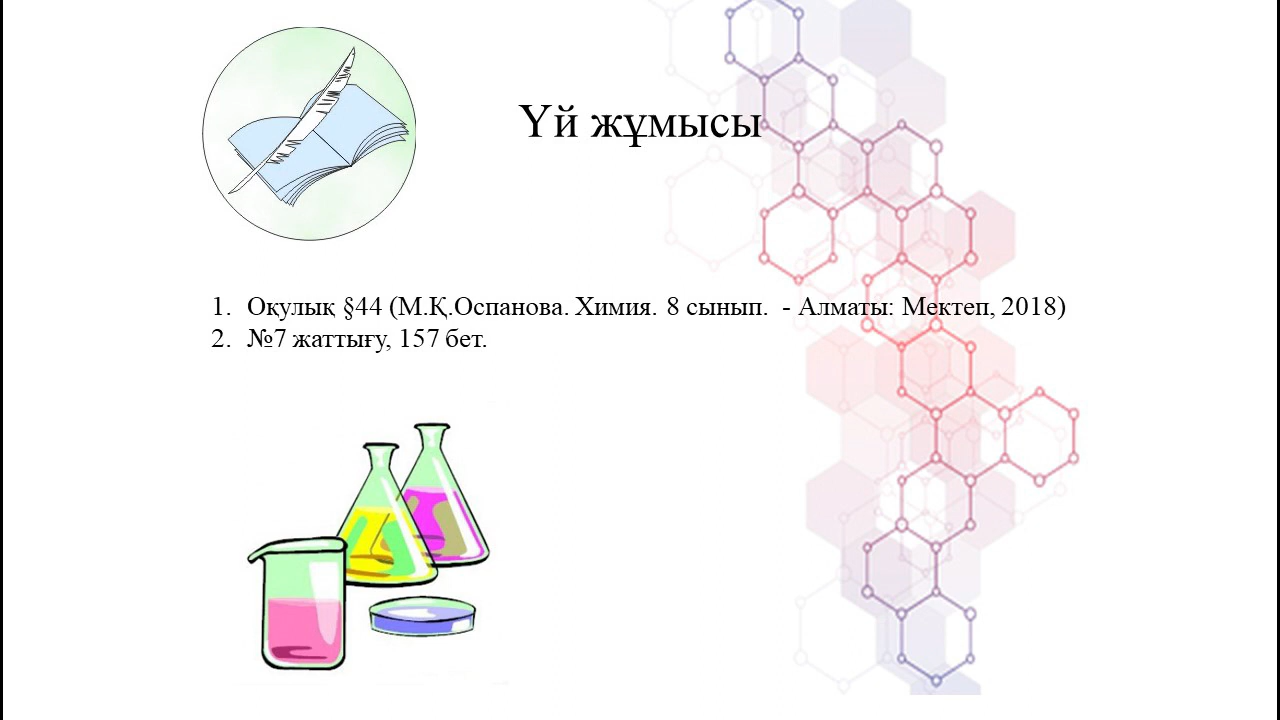 Үй жұмысы
1. Оқулық §44 (М.Қ.Оспанова. Химия. 8 сынып. - Алматы: Мектеп, 2018)
2. №7 жаттығу, 157 бет.